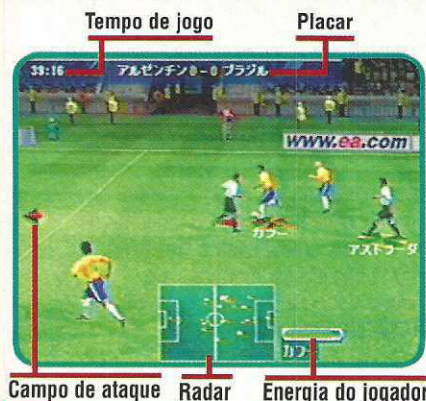 Tempo de jogo
Placar
39:16 アルゼンチン 0-0 ブラジル
www.ea.com
カフー
アストラーダ
カフー
Campo de ataque
Radar
Energia do jogador